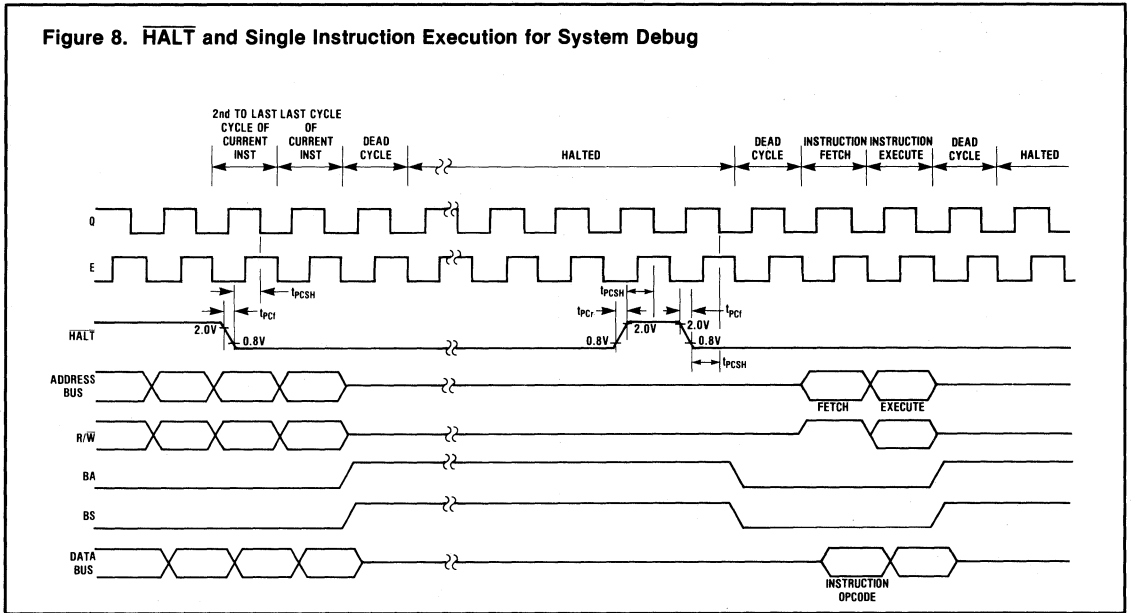 Figure 8. HALT and Single Instruction Execution for System Debug
2nd TO LAST CYCLE OF CURRENT INST
LAST CYCLE OF CURRENT INST
DEAD CYCLE
HALTED
DEAD CYCLE
INSTRUCTION FETCH
INSTRUCTION EXECUTE
DEAD CYCLE
HALTED
Q
E
tPCSH
tPCf
tPCSH
tPCr
tPCf
HALT
2.0V
0.8V
0.8V
2.0V
2.0V
0.8V
tPCSH
ADDRESS BUS
FETCH
EXECUTE
R/W
BA
BS
DATA BUS
INSTRUCTION OPCODE